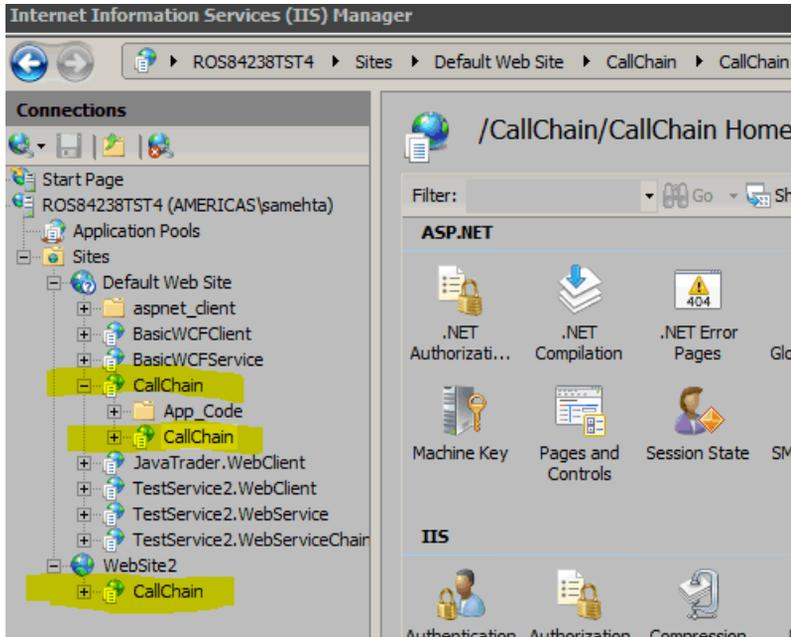 Internet Information Services (IIS) Manager
ROS84238TST4 Sites Default Web Site CallChain CallChain
Connections
Start Page
ROS84238TST4 (AMERICAS\samehta)
Application Pools
Sites
Default Web Site
aspnet_client
BasicWCFClient
BasicWCFService
CallChain
App_Code
CallChain
JavaTrader.WebClient
TestService2.WebClient
TestService2.WebService
TestService2.WebServiceChain
WebSite2
CallChain
/CallChain/CallChain Home
Filter: Go Sh
ASP.NET
.NET Authorizati...
.NET Compilation
.NET Error Pages
404
Glo
Machine Key
Pages and Controls
Session State
SM
IIS
Authentication Authorization Compression